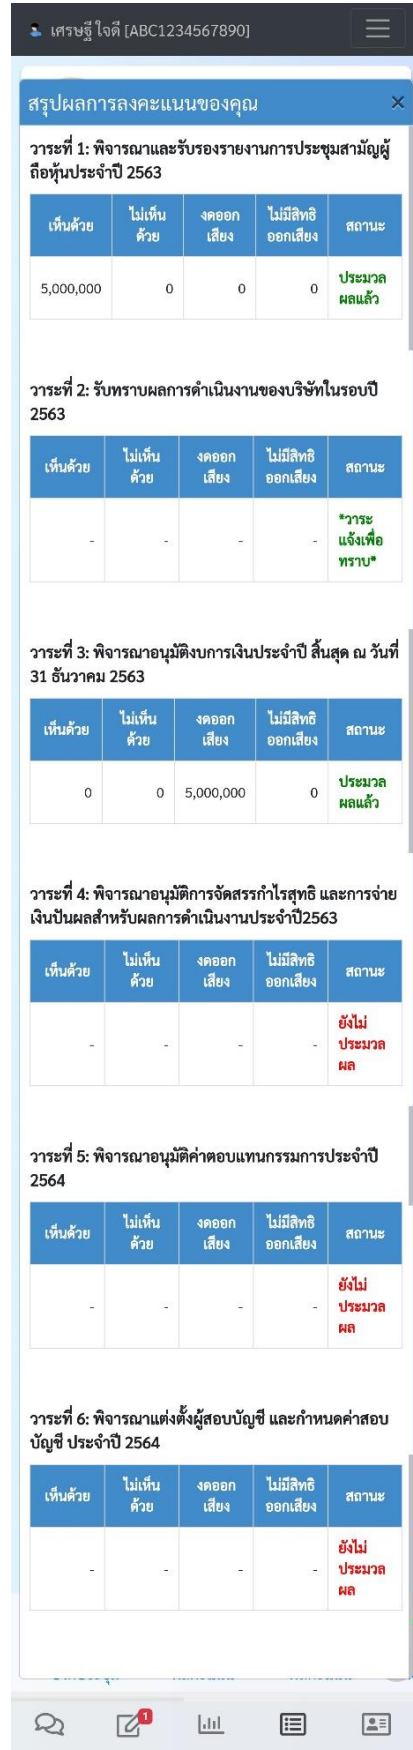 เศรษฐี ใจดี [ABC1234567890]
สรุปผลการลงคะแนนของคุณ ×
วาระที่ 1: พิจารณาและรับรองรายงานการประชุมสามัญผู้
ถือหุ้นประจำปี 2563
เห็นด้วย ไม่เห็นด้วย งดออกเสียง ไม่มีสิทธิออกเสียง สถานะ
5,000,000 0 0 0 ประมวลผลแล้ว
วาระที่ 2: รับทราบผลการดำเนินงานของบริษัทในรอบปี
2563
เห็นด้วย ไม่เห็นด้วย งดออกเสียง ไม่มีสิทธิออกเสียง สถานะ
- - - - *วาระแจ้งเพื่อทราบ*
วาระที่ 3: พิจารณาอนุมัติงบการเงินประจำปี สิ้นสุด ณ วันที่
31 ธันวาคม 2563
เห็นด้วย ไม่เห็นด้วย งดออกเสียง ไม่มีสิทธิออกเสียง สถานะ
0 0 5,000,000 0 ประมวลผลแล้ว
วาระที่ 4: พิจารณาอนุมัติการจัดสรรกำไรสุทธิ และการจ่าย
เงินปันผลสำหรับผลการดำเนินงานประจำปี2563
เห็นด้วย ไม่เห็นด้วย งดออกเสียง ไม่มีสิทธิออกเสียง สถานะ
- - - - ยังไม่ประมวลผล
วาระที่ 5: พิจารณาอนุมัติค่าตอบแทนกรรมการประจำปี
2564
เห็นด้วย ไม่เห็นด้วย งดออกเสียง ไม่มีสิทธิออกเสียง สถานะ
- - - - ยังไม่ประมวลผล
วาระที่ 6: พิจารณาแต่งตั้งผู้สอบบัญชี และกำหนดค่าสอบ
บัญชี ประจำปี 2564
เห็นด้วย ไม่เห็นด้วย งดออกเสียง ไม่มีสิทธิออกเสียง สถานะ
- - - - ยังไม่ประมวลผล
1